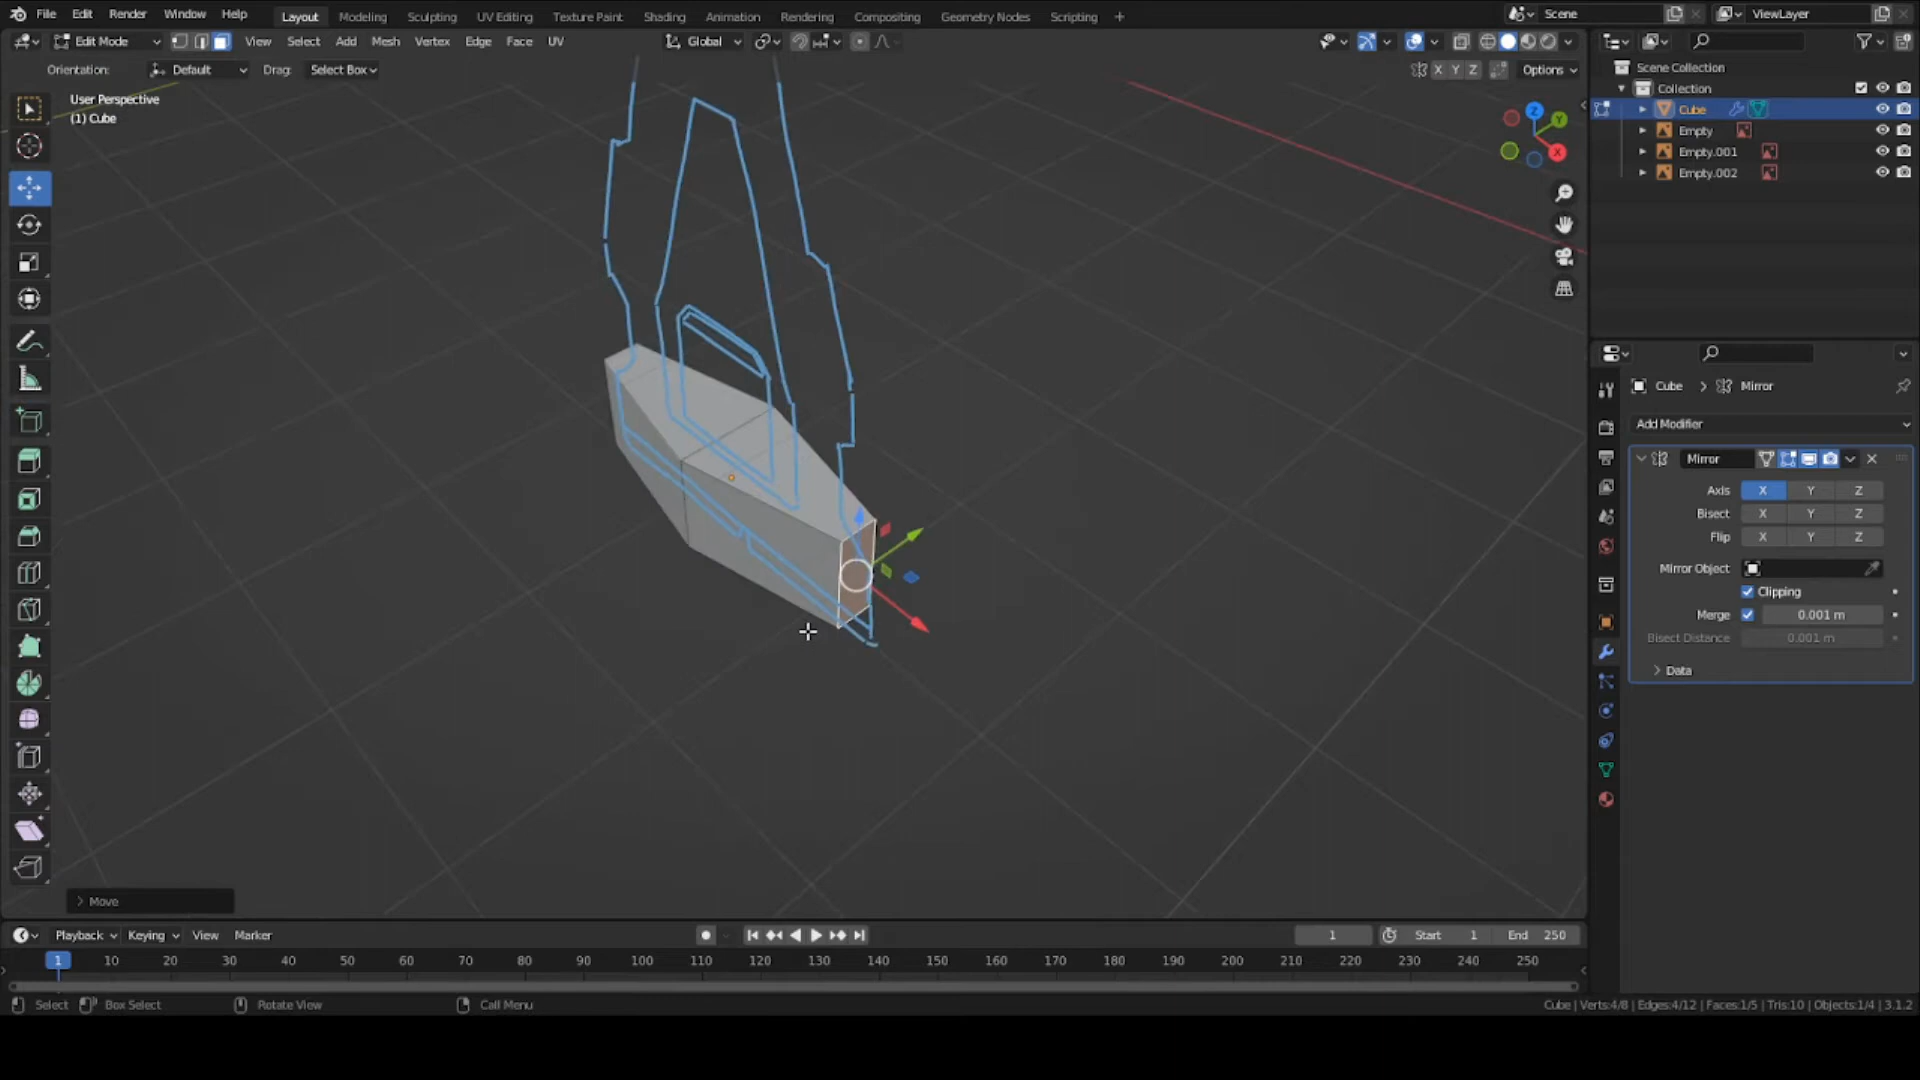 File Edit Render Window Help Layout Modeling Sculpting UV Editing Texture Paint Shading Animation Rendering Compositing Geometry Nodes Scripting + Scene ViewLayer
Edit Mode View Select Add Mesh Vertex Edge Face UV Global
Orientation: Default Drag: Select Box X Y Z Options
User Perspective
(1) Cube
Scene Collection
Collection
Cube
Empty
Empty.001
Empty.002
Z
Y
X
Cube > Mirror
Add Modifier
Mirror
Axis X Y Z
Bisect X Y Z
Flip X Y Z
Mirror Object
Clipping
Merge 0.001 m
Bisect Distance 0.001 m
> Data
> Move
Playback Keying View Marker 1 Start 1 End 250
1 10 20 30 40 50 60 70 80 90 100 110 120 130 140 150 160 170 180 190 200 210 220 230 240 250
Select Box Select Rotate View Call Menu Cube | Verts:4/8 | Edges:4/12 | Faces:1/5 | Tris:10 | Objects:1/4 | 3.1.2